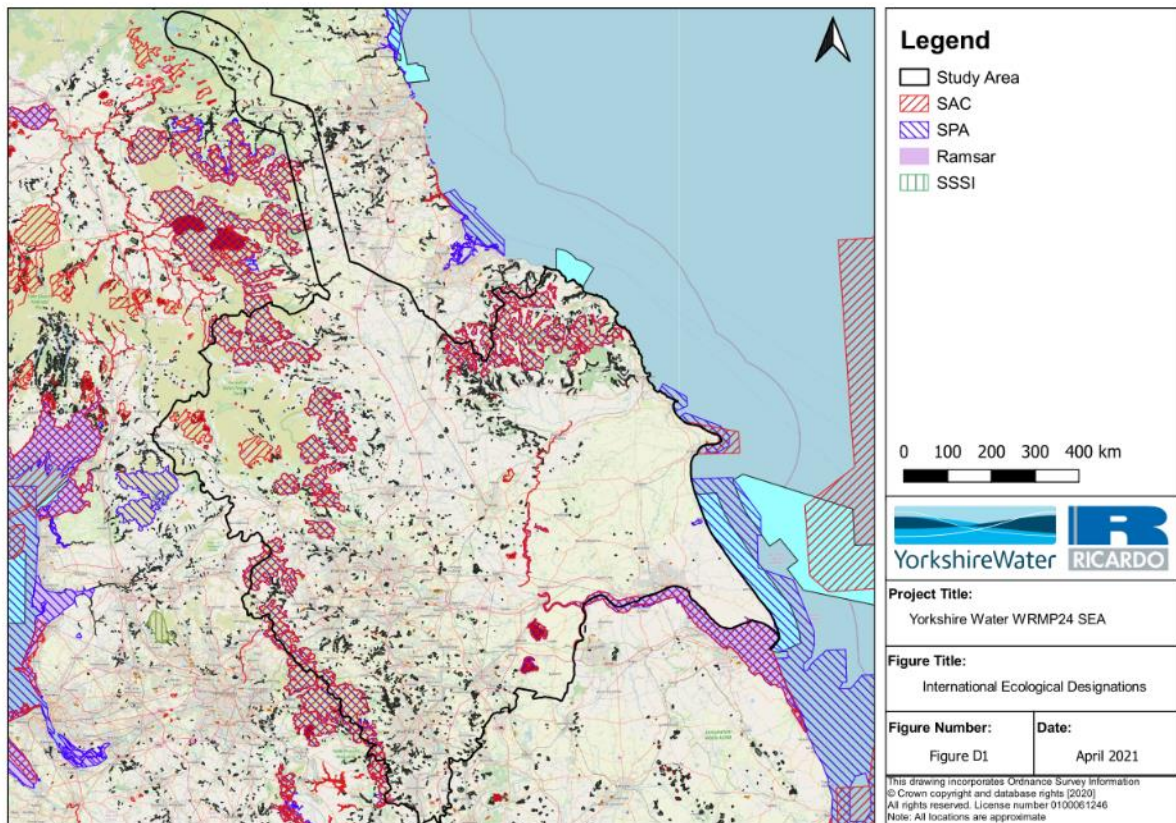 Legend
Study Area
SAC
SPA
Ramsar
SSSI
0 100 200 300 400 km
YorkshireWater
R
RICARDO
Project Title:
Yorkshire Water WRMP24 SEA
Figure Title:
International Ecological Designations
Figure Number:
Figure D1
Date:
April 2021
This drawing incorporates Ordnance Survey Information
© Crown copyright and database rights [2020]
All rights reserved. License number 0100061246
Note: All locations are approximate